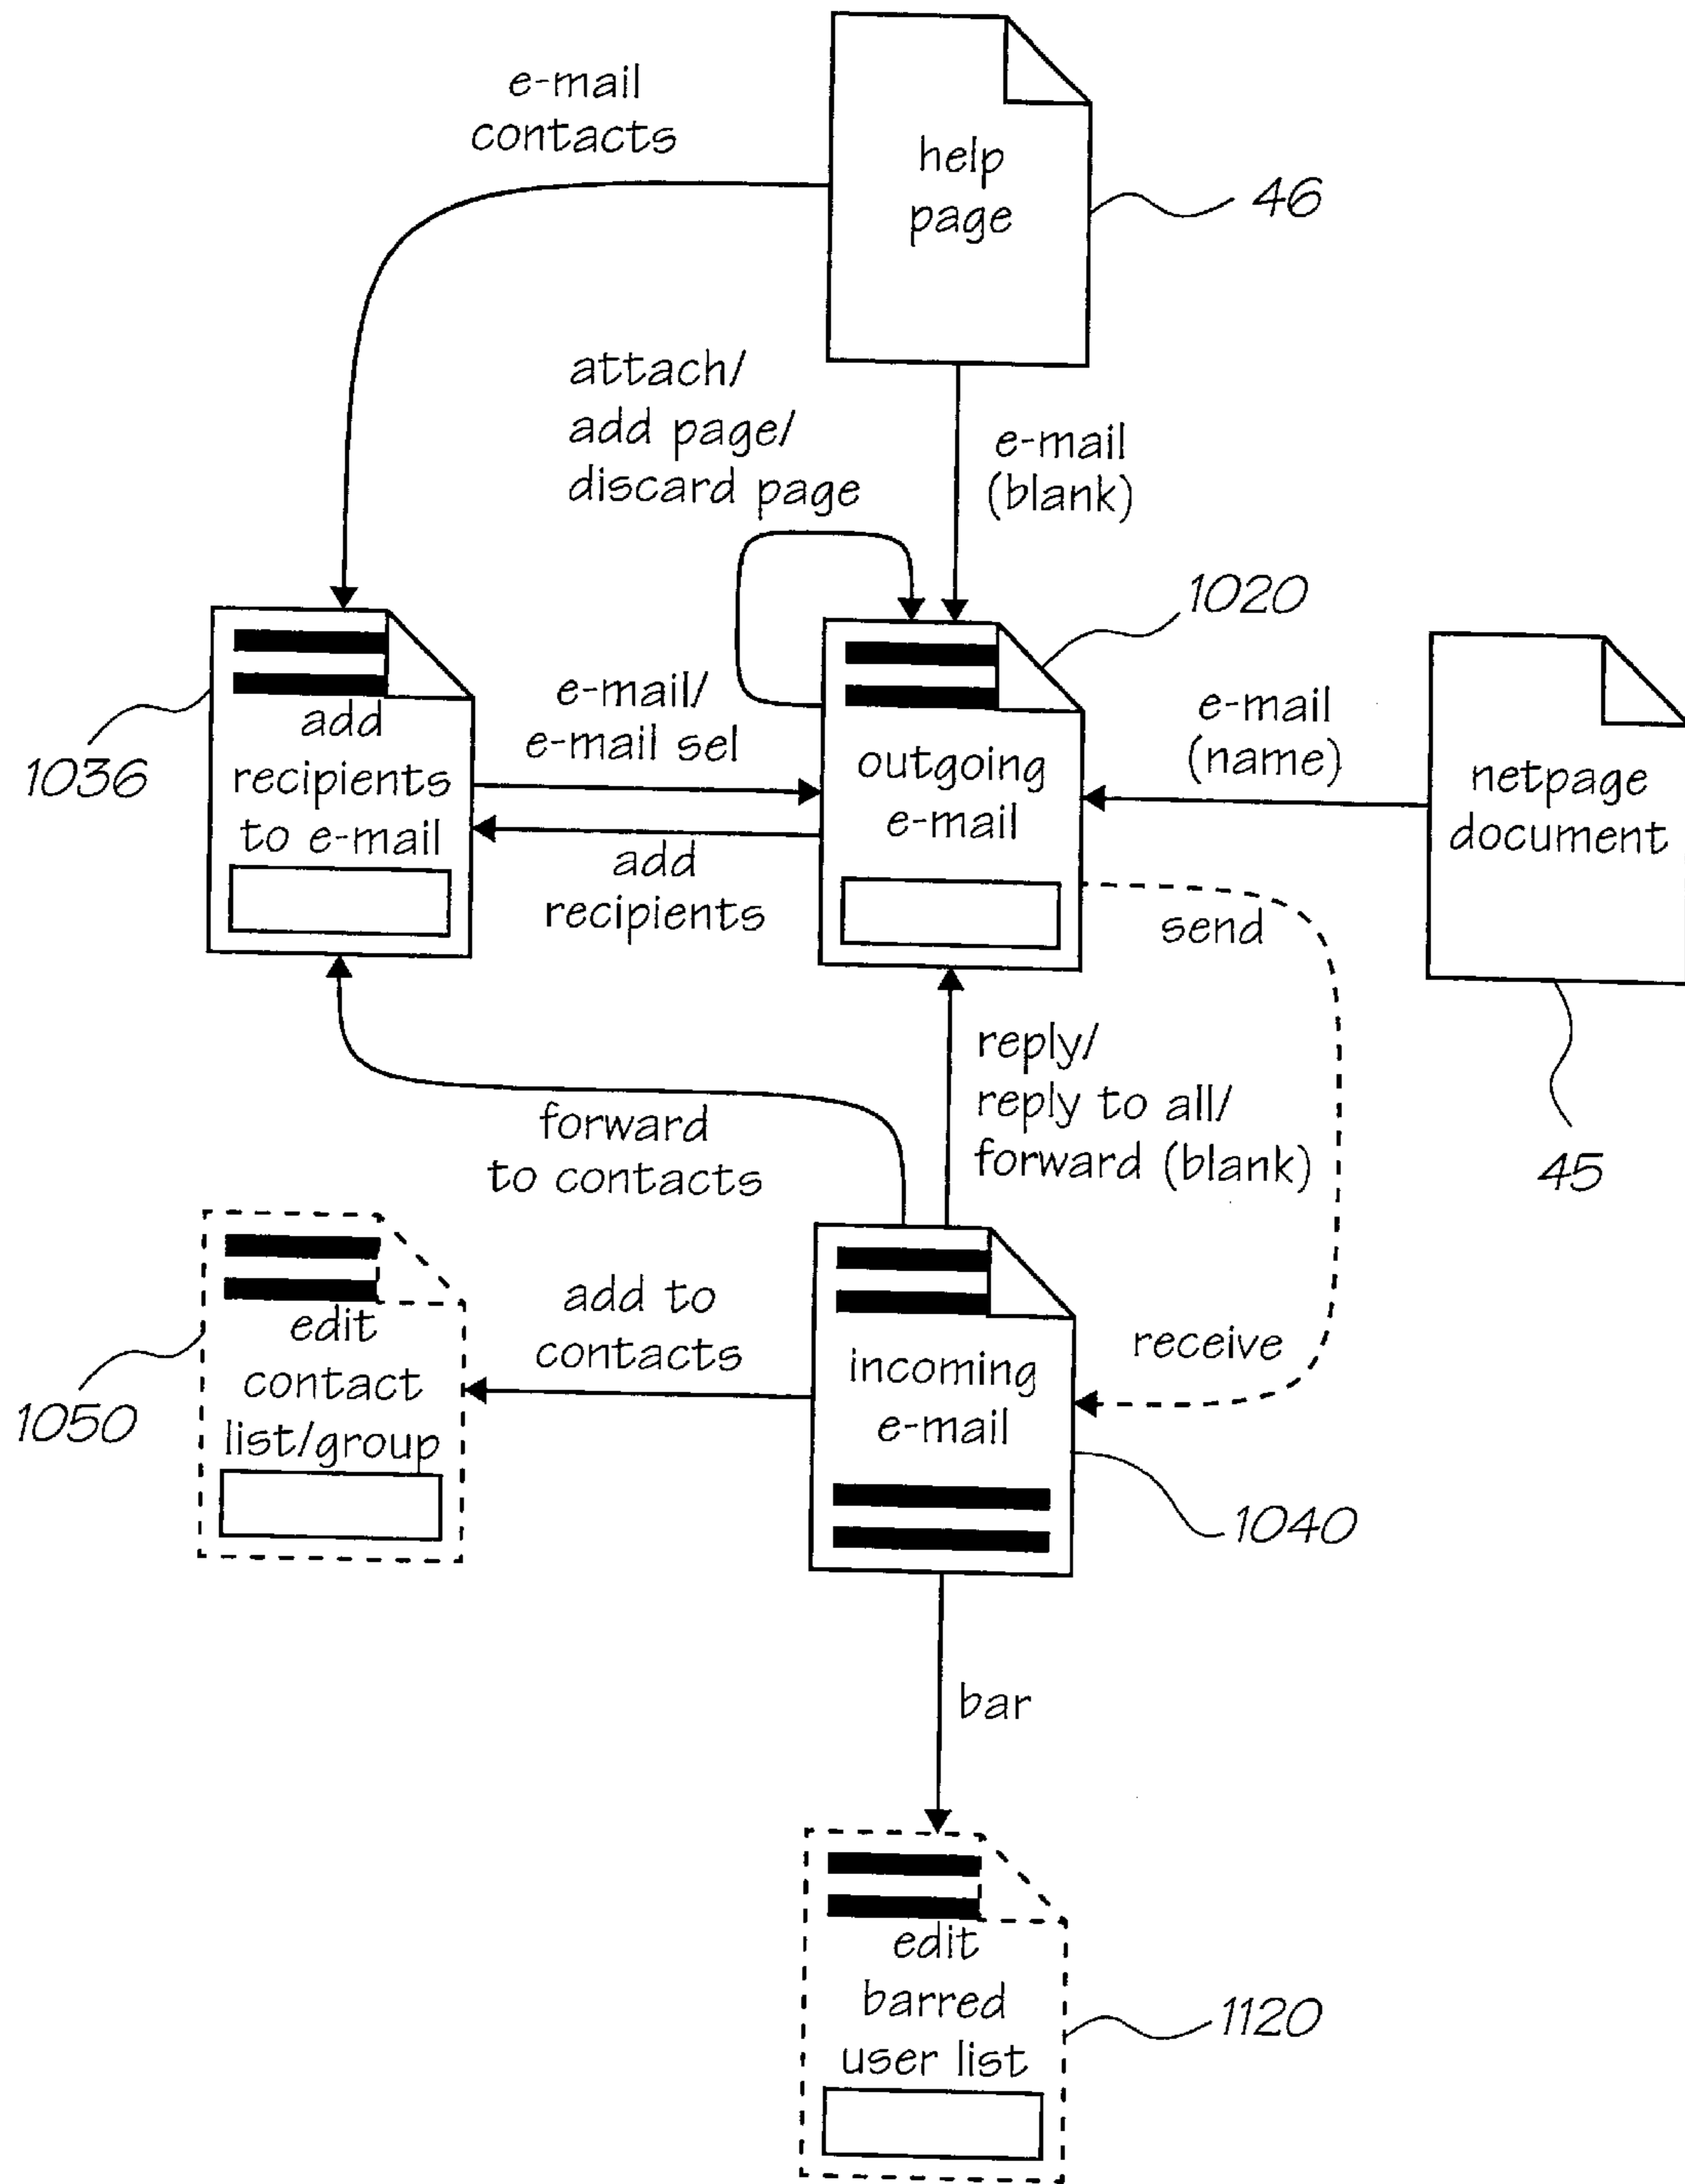 e-mail
contacts
help
page
46
attach/
add page/
discard page
e-mail
(blank)
1020
1036
add
recipients
to e-mail
e-mail/
e-mail sel
add
recipients
outgoing
e-mail
e-mail
(name)
netpage
document
send
45
reply/
reply to all/
forward (blank)
forward
to contacts
1050
edit
contact
list/group
add to
contacts
incoming
e-mail
receive
1040
bar
edit
barred
user list
1120